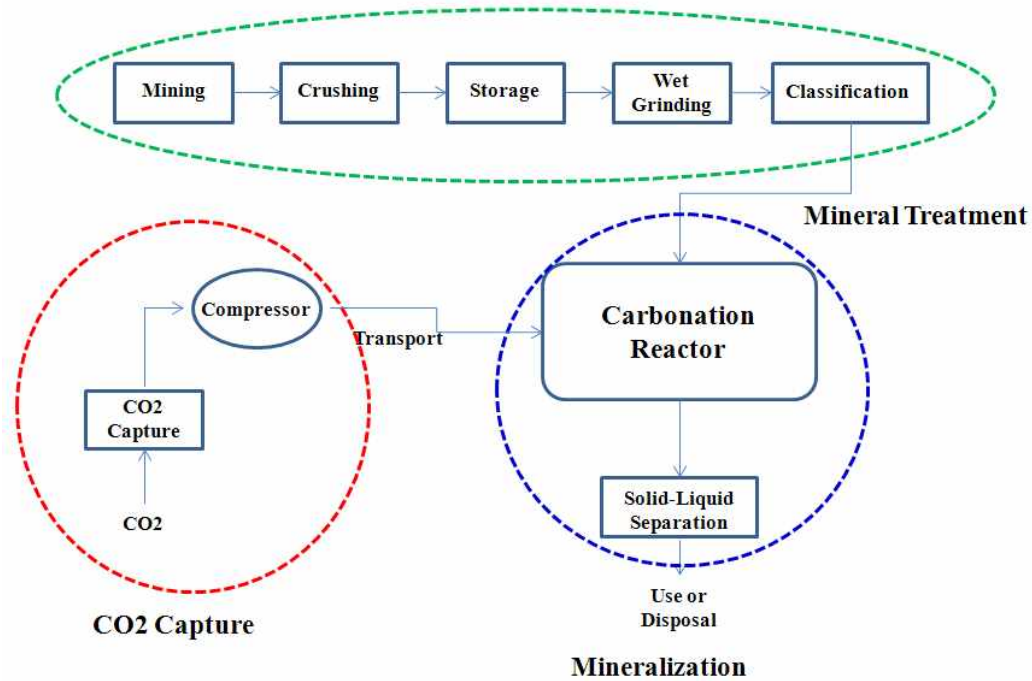 Mining
Crushing
Storage
Wet
Grinding
Classification
Mineral Treatment
Compressor
Transport
Carbonation
Reactor
CO2
Capture
CO2
Solid-Liquid
Separation
Use or
Disposal
CO2 Capture
Mineralization